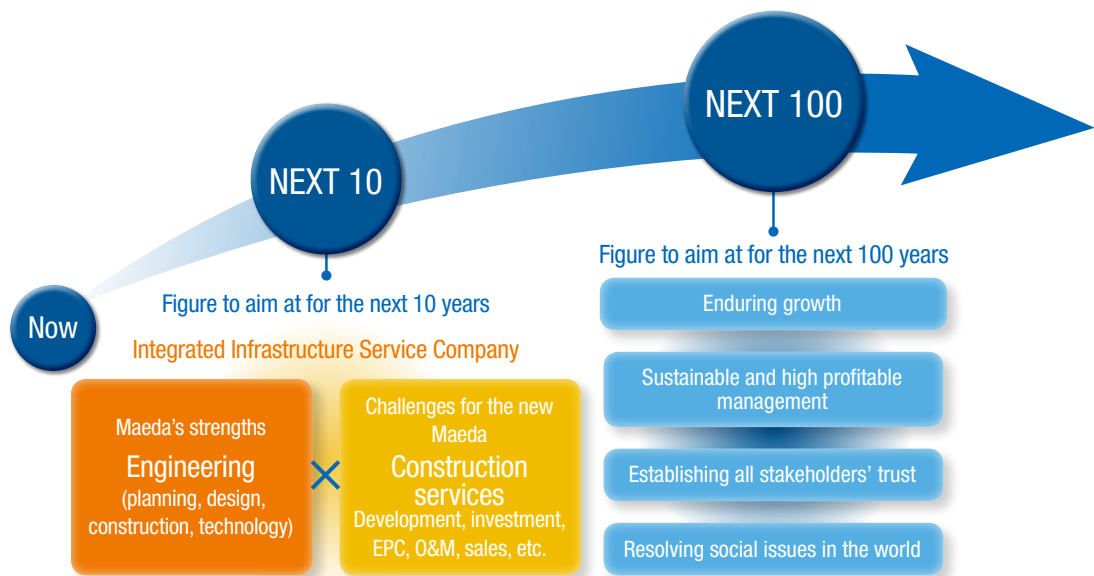 NEXT 100
NEXT 10
Now
Figure to aim at for the next 10 years
Integrated Infrastructure Service Company
Maeda’s strengths
Engineering
(planning, design,
construction, technology)
×
Challenges for the new
Maeda
Construction
services
Development, investment,
EPC, O&M, sales, etc.
Figure to aim at for the next 100 years
Enduring growth
Sustainable and high profitable
management
Establishing all stakeholders’ trust
Resolving social issues in the world